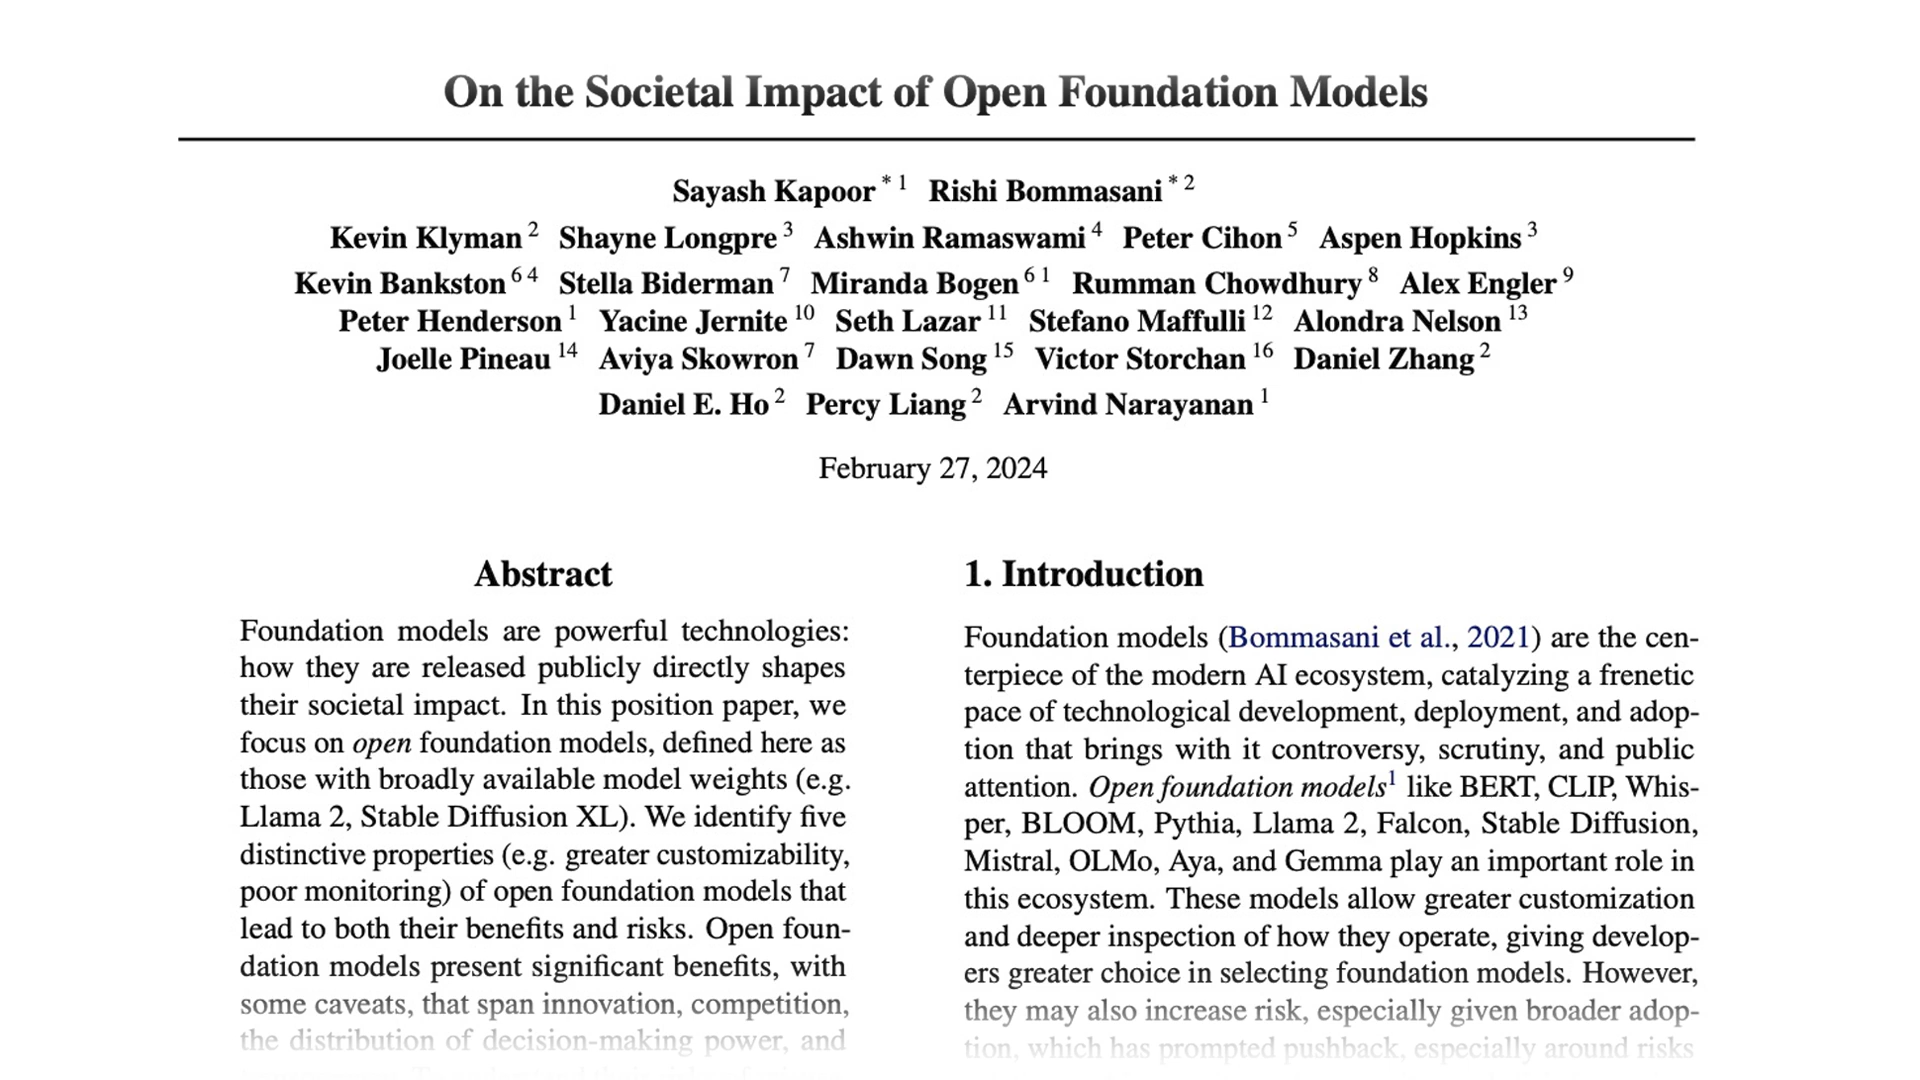 On the Societal Impact of Open Foundation Models
Sayash Kapoor * 1 Rishi Bommasani * 2
Kevin Klyman 2 Shayne Longpre 3 Ashwin Ramaswami 4 Peter Cihon 5 Aspen Hopkins 3
Kevin Bankston 6 4 Stella Biderman 7 Miranda Bogen 6 1 Rumman Chowdhury 8 Alex Engler 9
Peter Henderson 1 Yacine Jernite 10 Seth Lazar 11 Stefano Maffulli 12 Alondra Nelson 13
Joelle Pineau 14 Aviya Skowron 7 Dawn Song 15 Victor Storchan 16 Daniel Zhang 2
Daniel E. Ho 2 Percy Liang 2 Arvind Narayanan 1
February 27, 2024
Abstract
Foundation models are powerful technologies:
how they are released publicly directly shapes
their societal impact. In this position paper, we
focus on open foundation models, defined here as
those with broadly available model weights (e.g.
Llama 2, Stable Diffusion XL). We identify five
distinctive properties (e.g. greater customizability,
poor monitoring) of open foundation models that
lead to both their benefits and risks. Open foun-
dation models present significant benefits, with
some caveats, that span innovation, competition,
the distribution of decision-making power, and
1. Introduction
Foundation models (Bommasani et al., 2021) are the cen-
terpiece of the modern AI ecosystem, catalyzing a frenetic
pace of technological development, deployment, and adop-
tion that brings with it controversy, scrutiny, and public
attention. Open foundation models1 like BERT, CLIP, Whis-
per, BLOOM, Pythia, Llama 2, Falcon, Stable Diffusion,
Mistral, OLMo, Aya, and Gemma play an important role in
this ecosystem. These models allow greater customization
and deeper inspection of how they operate, giving develop-
ers greater choice in selecting foundation models. However,
they may also increase risk, especially given broader adop-
tion, which has prompted pushback, especially around risks